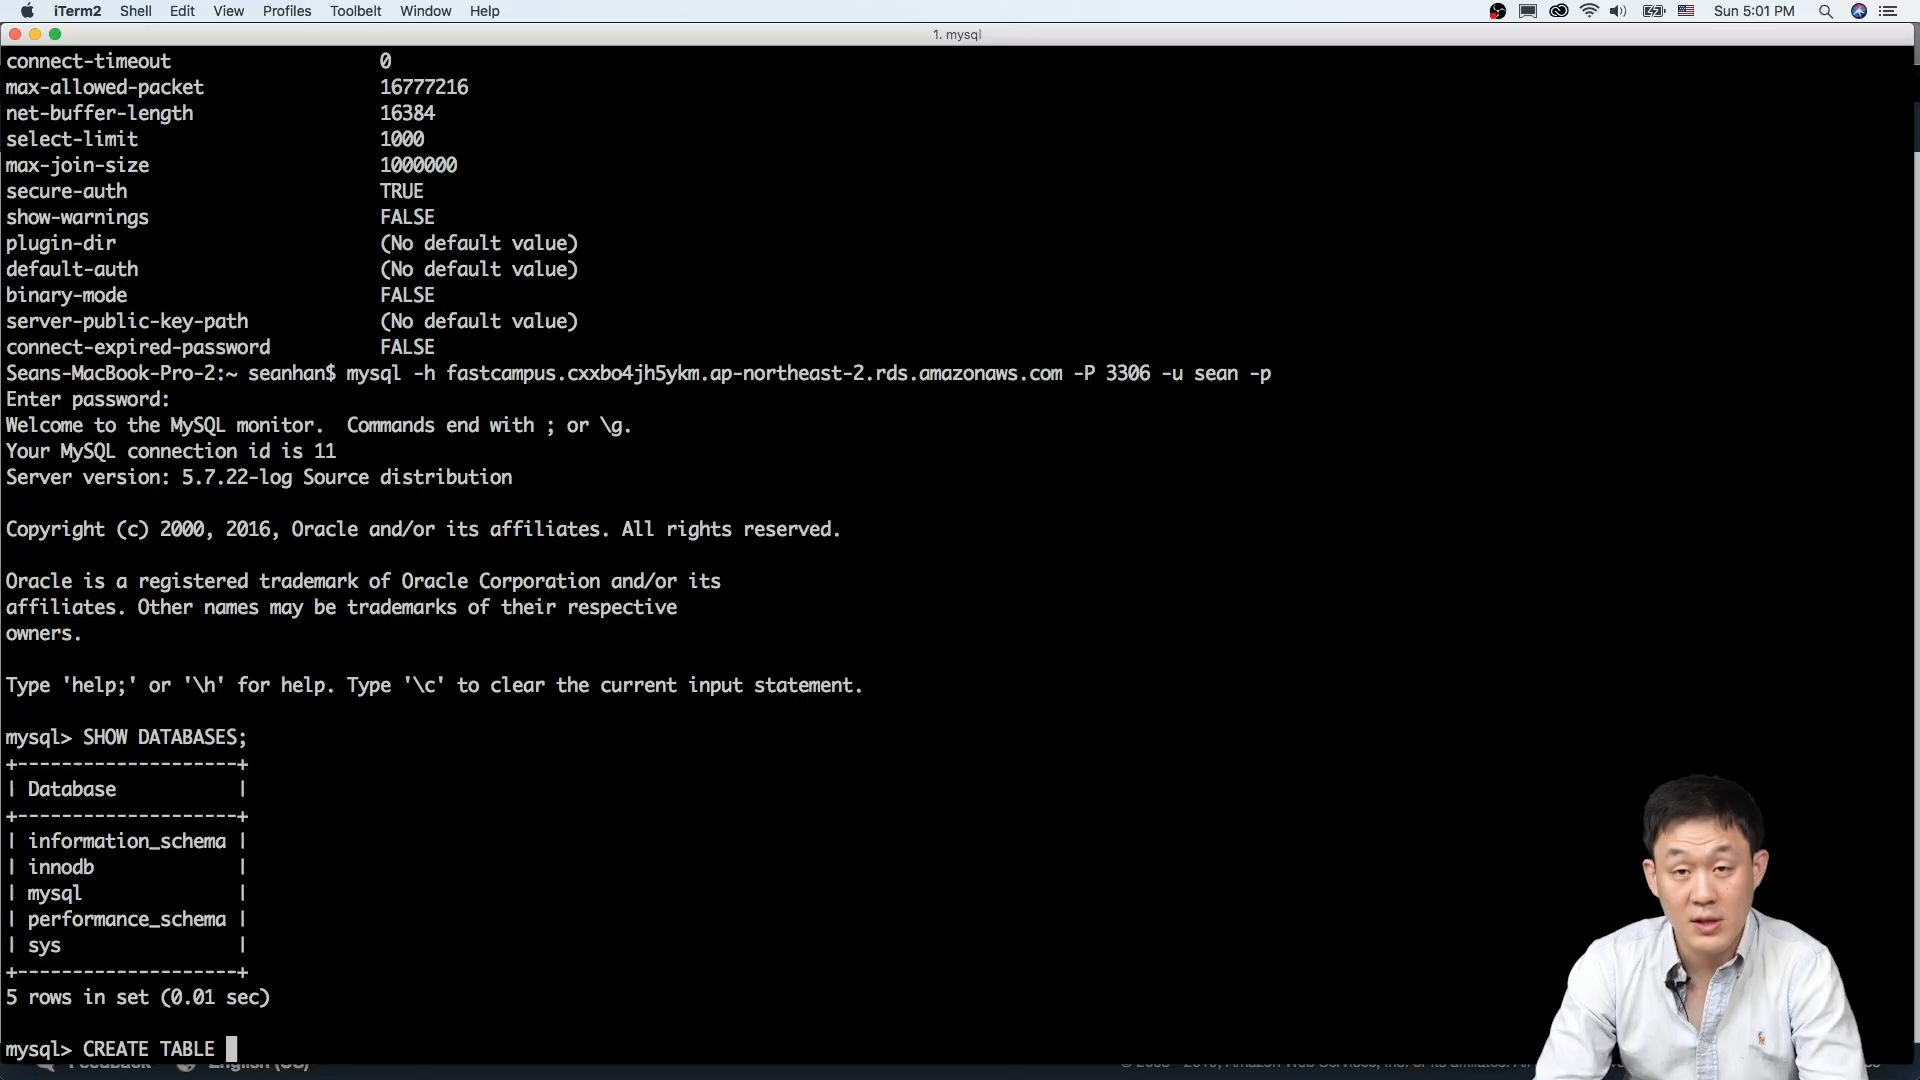 iTerm2 Shell Edit View Profiles Toolbelt Window Help Sun 5:01 PM
1. mysql
connect-timeout 0
max-allowed-packet 16777216
net-buffer-length 16384
select-limit 1000
max-join-size 1000000
secure-auth TRUE
show-warnings FALSE
plugin-dir (No default value)
default-auth (No default value)
binary-mode FALSE
server-public-key-path (No default value)
connect-expired-password FALSE
Seans-MacBook-Pro-2:~ seanhan$ mysql -h fastcampus.cxxbo4jh5ykm.ap-northeast-2.rds.amazonaws.com -P 3306 -u sean -p
Enter password:
Welcome to the MySQL monitor.  Commands end with ; or \g.
Your MySQL connection id is 11
Server version: 5.7.22-log Source distribution
Copyright (c) 2000, 2016, Oracle and/or its affiliates. All rights reserved.
Oracle is a registered trademark of Oracle Corporation and/or its
affiliates. Other names may be trademarks of their respective
owners.
Type 'help;' or '\h' for help. Type '\c' to clear the current input statement.
mysql> SHOW DATABASES;
+--------------------+
| Database           |
+--------------------+
| information_schema |
| innodb             |
| mysql              |
| performance_schema |
| sys                |
+--------------------+
5 rows in set (0.01 sec)
mysql> CREATE TABLE
Feedback English (US)